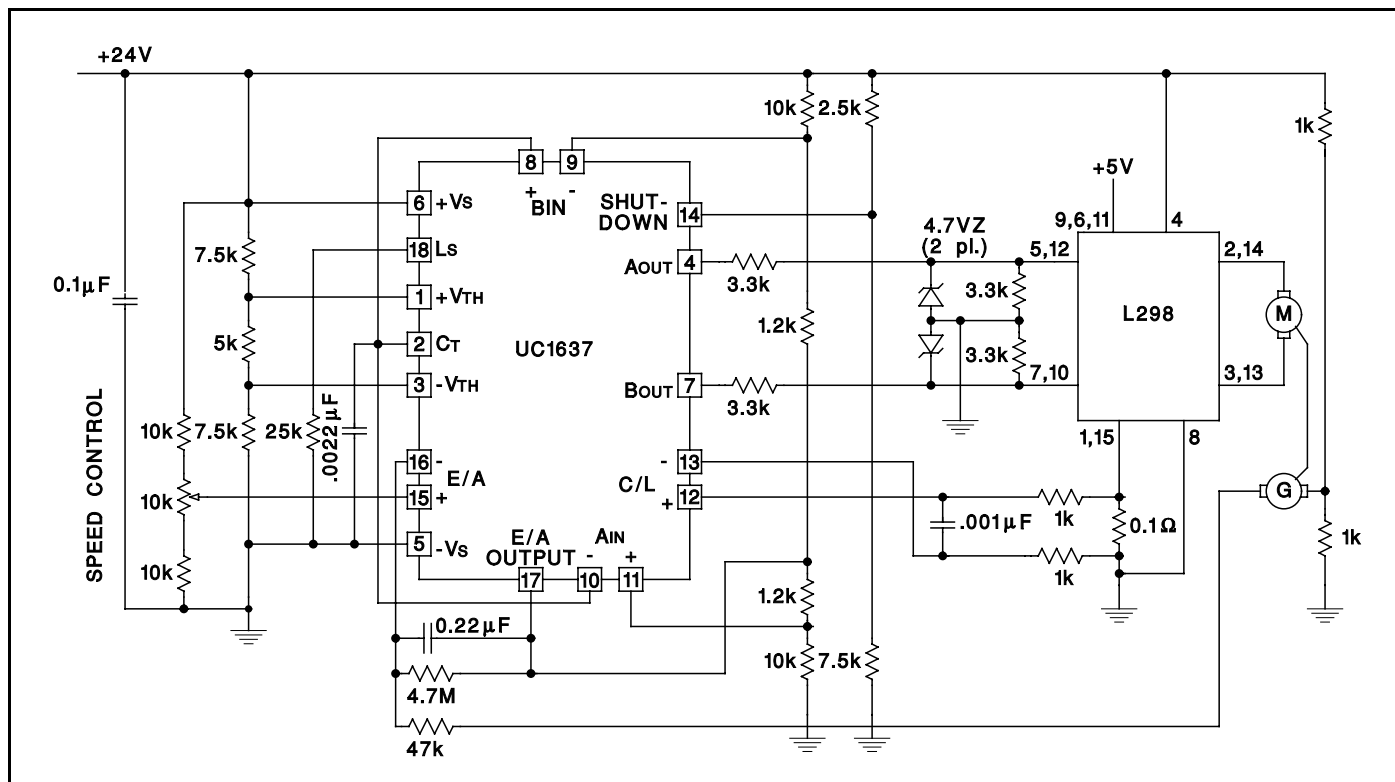 +24V
10k
2.5k
1k
8
9
+ -
BIN
+5V
6
+Vs
SHUT-
DOWN
14
9,6,11
4
7.5k
18
Ls
4.7VZ
(2 pl.)
5,12
2,14
AOUT
4
3.3k
0.1μF
1
+VTH
3.3k
L298
M
5k
2
CT
UC1637
1.2k
3.3k
3
-VTH
BOUT
7
3.3k
7,10
3,13
SPEED CONTROL
10k
7.5k
25k
.0022μF
1,15
8
16
-
E/A
-
13
C/L
G
10k
15
+
+
12
.001μF
1k
0.1Ω
5
-Vs
E/A
OUTPUT
AIN
- +
1k
1k
10k
17
10
11
1.2k
0.22μF
10k
7.5k
4.7M
47k